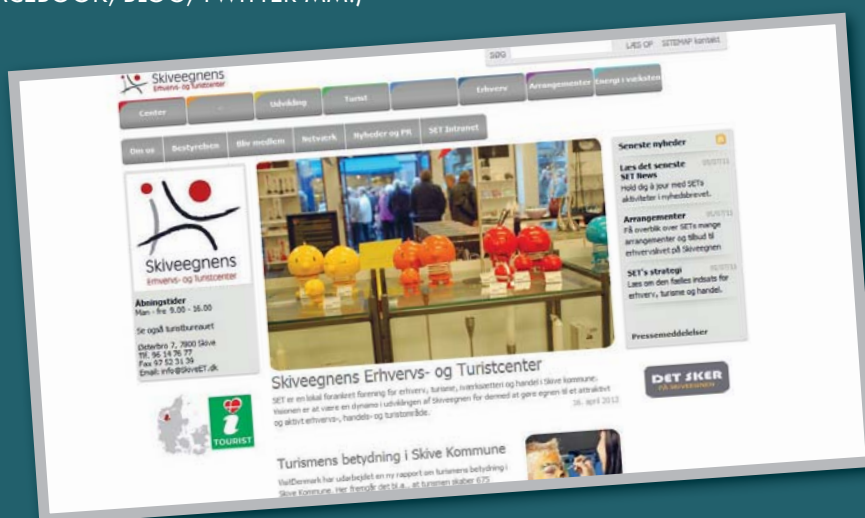 FACEBOOK, BLOG, TWITTER MM.,
Skiveegnens
Erhvervs- og Turistcenter
SØG
LÆS OP SITEMAP kontakt
Center
Udvikling
Turist
Erhverv
Arrangementer
Energi i væksten
Om os
Bestyrelsen
Bliv medlem
Netværk
Nyheder og PR
SET Intranet
Skiveegnens
Erhvervs- og Turistcenter
Åbningstider
Man - fre 9.00 - 16.00
Se også turistbureauet
Østerbro 7, 7800 Skive
Tlf. 96 14 76 77
Fax 97 52 31 39
Email: info@SkiveET.dk
TOURIST
Skiveegnens Erhvervs- og Turistcenter
SET er en lokal forankret forening for erhverv, turisme, iværksætteri og handel i Skive kommune.
Visionen er at være en dynamo i udviklingen af Skiveegnen for dermed at gøre egnen til et attraktivt
og aktivt erhvervs-, handels- og turistområde.
26. april 2012
Turismens betydning i Skive Kommune
VisitDenmark har udarbejdet en ny rapport om turismens betydning i
Skive Kommune. Her fremgår det bl.a., at turismen skaber 675
Seneste nyheder
Læs det seneste
SET News
Hold dig à jour med SETs
aktiviteter i nyhedsbrevet.
Arrangementer
Få overblik over SETs mange
arrangementer og tilbud til
erhvervslivet på Skiveegnen
SET's strategi
Læs om den fælles indsats for
erhverv, turisme og handel.
Pressemeddelelser
DET SKER
PÅ SKIVEEGNEN